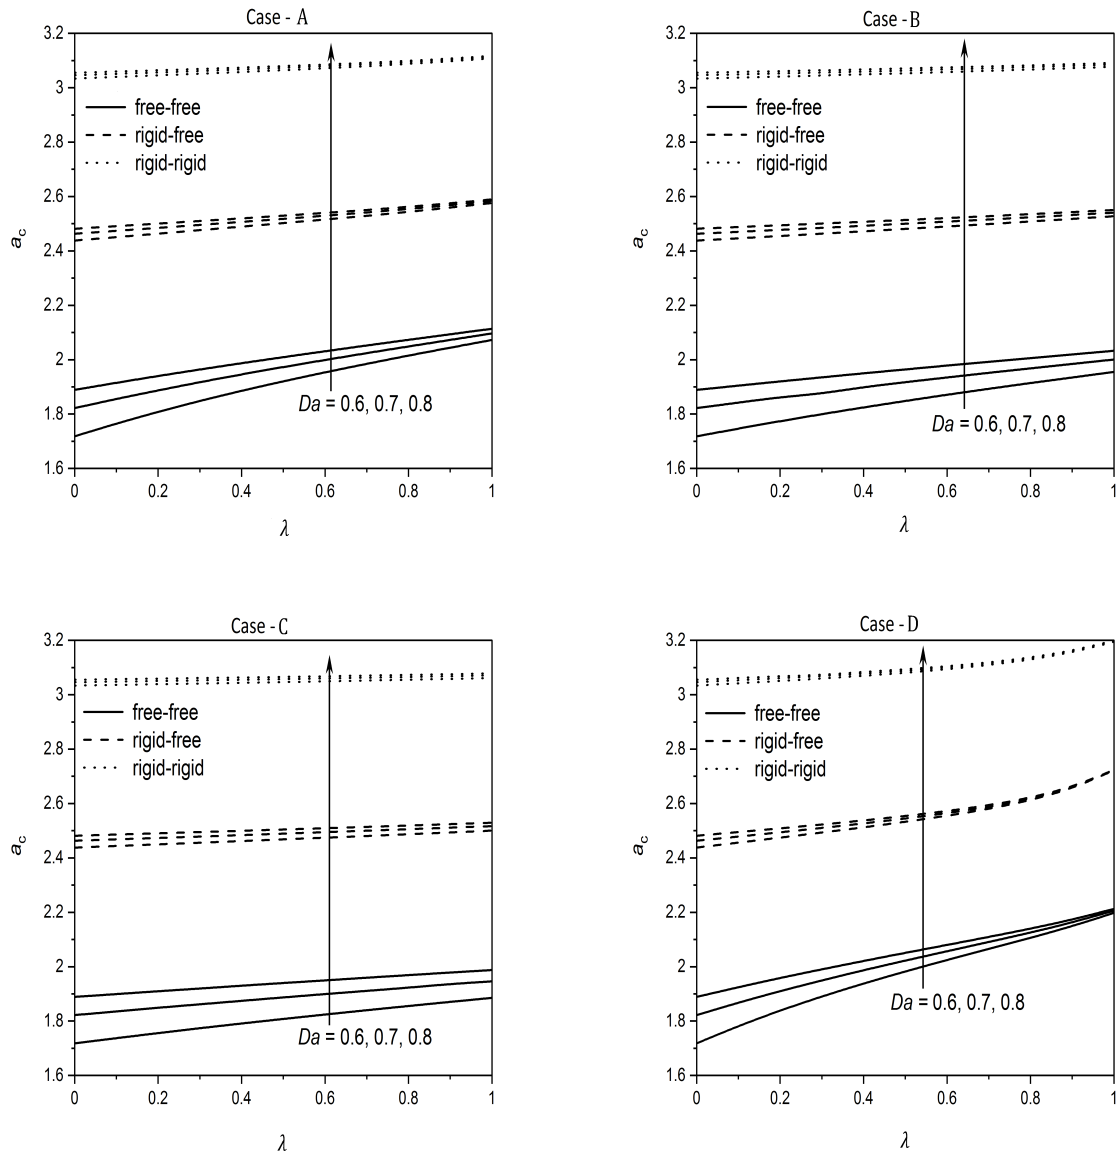 Case - A
3.2
3
2.8
2.6
2.4
2.2
2
1.8
1.6
a_c
free-free
rigid-free
rigid-rigid
Da = 0.6, 0.7, 0.8
0 0.2 0.4 0.6 0.8 1
λ
Case - B
3.2
3
2.8
2.6
2.4
2.2
2
1.8
1.6
a_c
free-free
rigid-free
rigid-rigid
Da = 0.6, 0.7, 0.8
0 0.2 0.4 0.6 0.8 1
λ
Case - C
3.2
3
2.8
2.6
2.4
2.2
2
1.8
1.6
a_c
free-free
rigid-free
rigid-rigid
Da = 0.6, 0.7, 0.8
0 0.2 0.4 0.6 0.8 1
λ
Case - D
3.2
3
2.8
2.6
2.4
2.2
2
1.8
1.6
a_c
free-free
rigid-free
rigid-rigid
Da = 0.6, 0.7, 0.8
0 0.2 0.4 0.6 0.8 1
λ